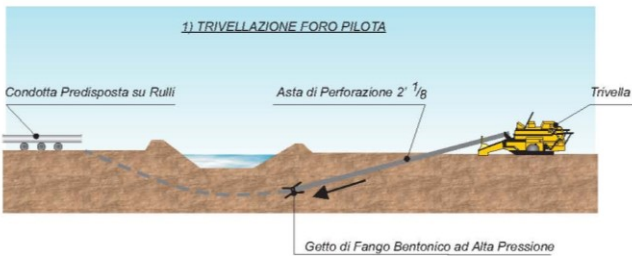 1) TRIVELLAZIONE FORO PILOTA
Condotta Predisposta su Rulli
Asta di Perforazione 2' 1/8
Trivella
Getto di Fango Bentonico ad Alta Pressione